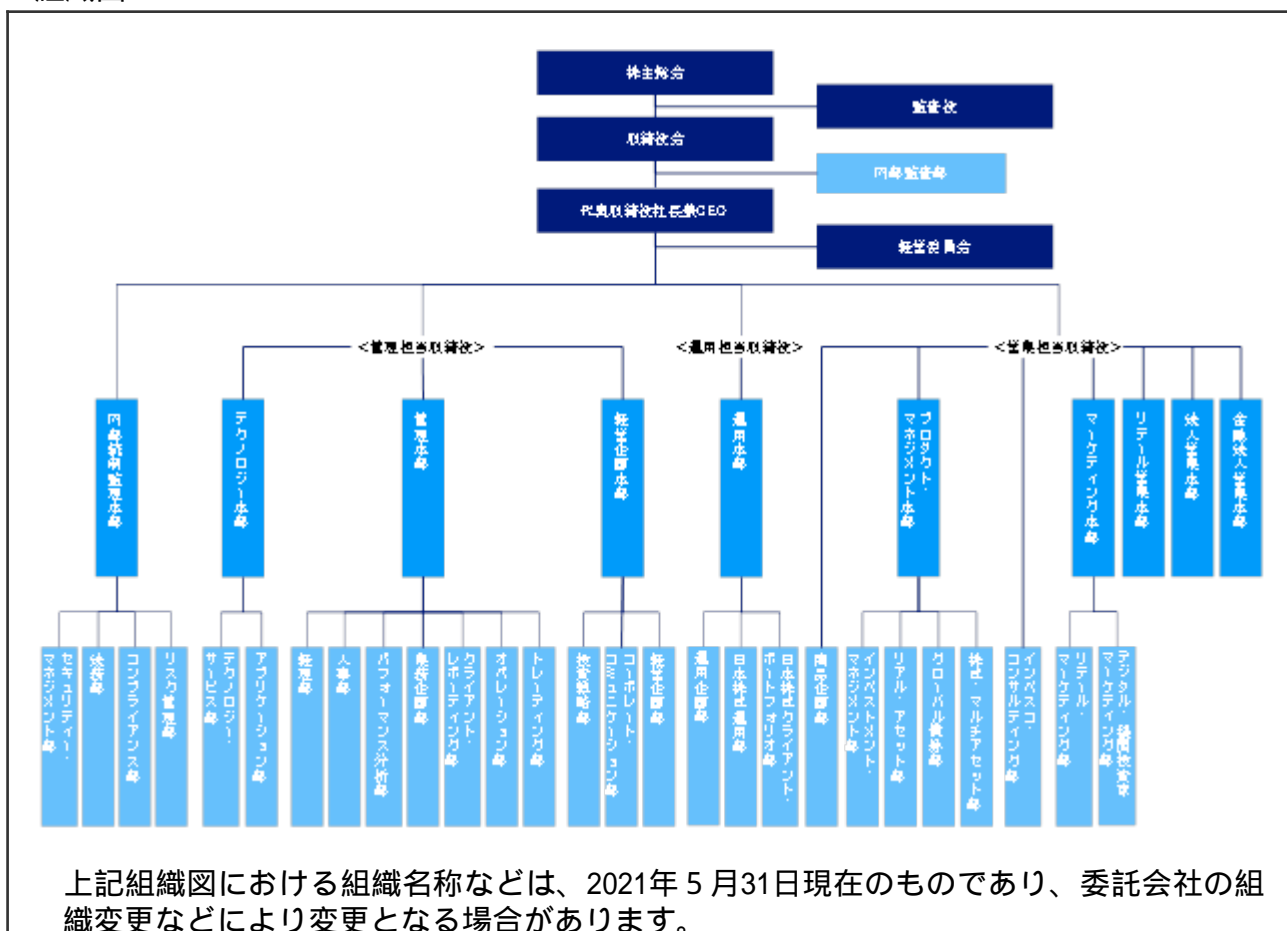 株主総会
監査役
取締役会
内部監査部
代表取締役社長兼CEO
経営委員会
<管理担当取締役>
<運用担当取締役>
<営業担当取締役>
内部統制監理本部
テクノロジー本部
管理本部
経営企画本部
運用本部
プロダクト・
マネジメント本部
マーケティング本部
リテール営業本部
法人営業本部
金融法人営業本部
セキュリティー・
マネジメント部
法務部
コンプライアンス部
リスク管理部
テクノロジー・
サービス部
アプリケーション部
経理部
人事部
パフォーマンス分析部
業務企画部
クライアント・
レポーティング部
オペレーション部
トレーディング部
投資戦略部
コーポレート・
コミュニケーション部
経営企画部
運用企画部
日本株式運用部
日本株式クライアント・
ポートフォリオ部
商品企画部
インベストメント・
マネジメント部
リアル・アセット部
グローバル債券部
株式・マルチアセット部
インベスコ・
コンサルティング部
リテール・
マーケティング部
デジタル・機関投資家
マーケティング部
上記組織図における組織名称などは、2021年5月31日現在のものであり、委託会社の組
織変更などにより変更となる場合があります。